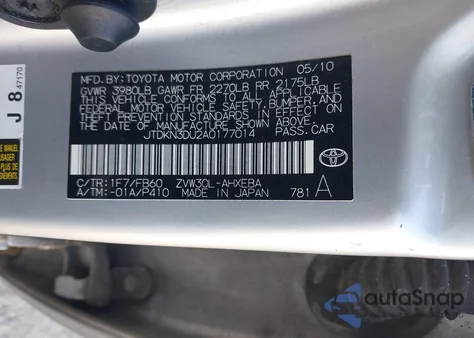 J 8
47170
MFD.BY:TOYOTA MOTOR CORPORATION 05/10
GVWR 3980LB GAWR FR 2270LB RR 2175LB
THIS VEHICLE CONFORMS TO ALL APPLICABLE
FEDERAL MOTOR VEHICLE SAFETY, BUMPER, AND
THEFT PREVENTION STANDARDS IN EFFECT ON
THE DATE OF MANUFACTURE SHOWN ABOVE.
JTDKN3DU2A0177014 PASS.CAR
C/TR:1F7/FB60 ZVW30L-AHXEBA
A/TM:-01A/P410 MADE IN JAPAN 781 A
autoSnap